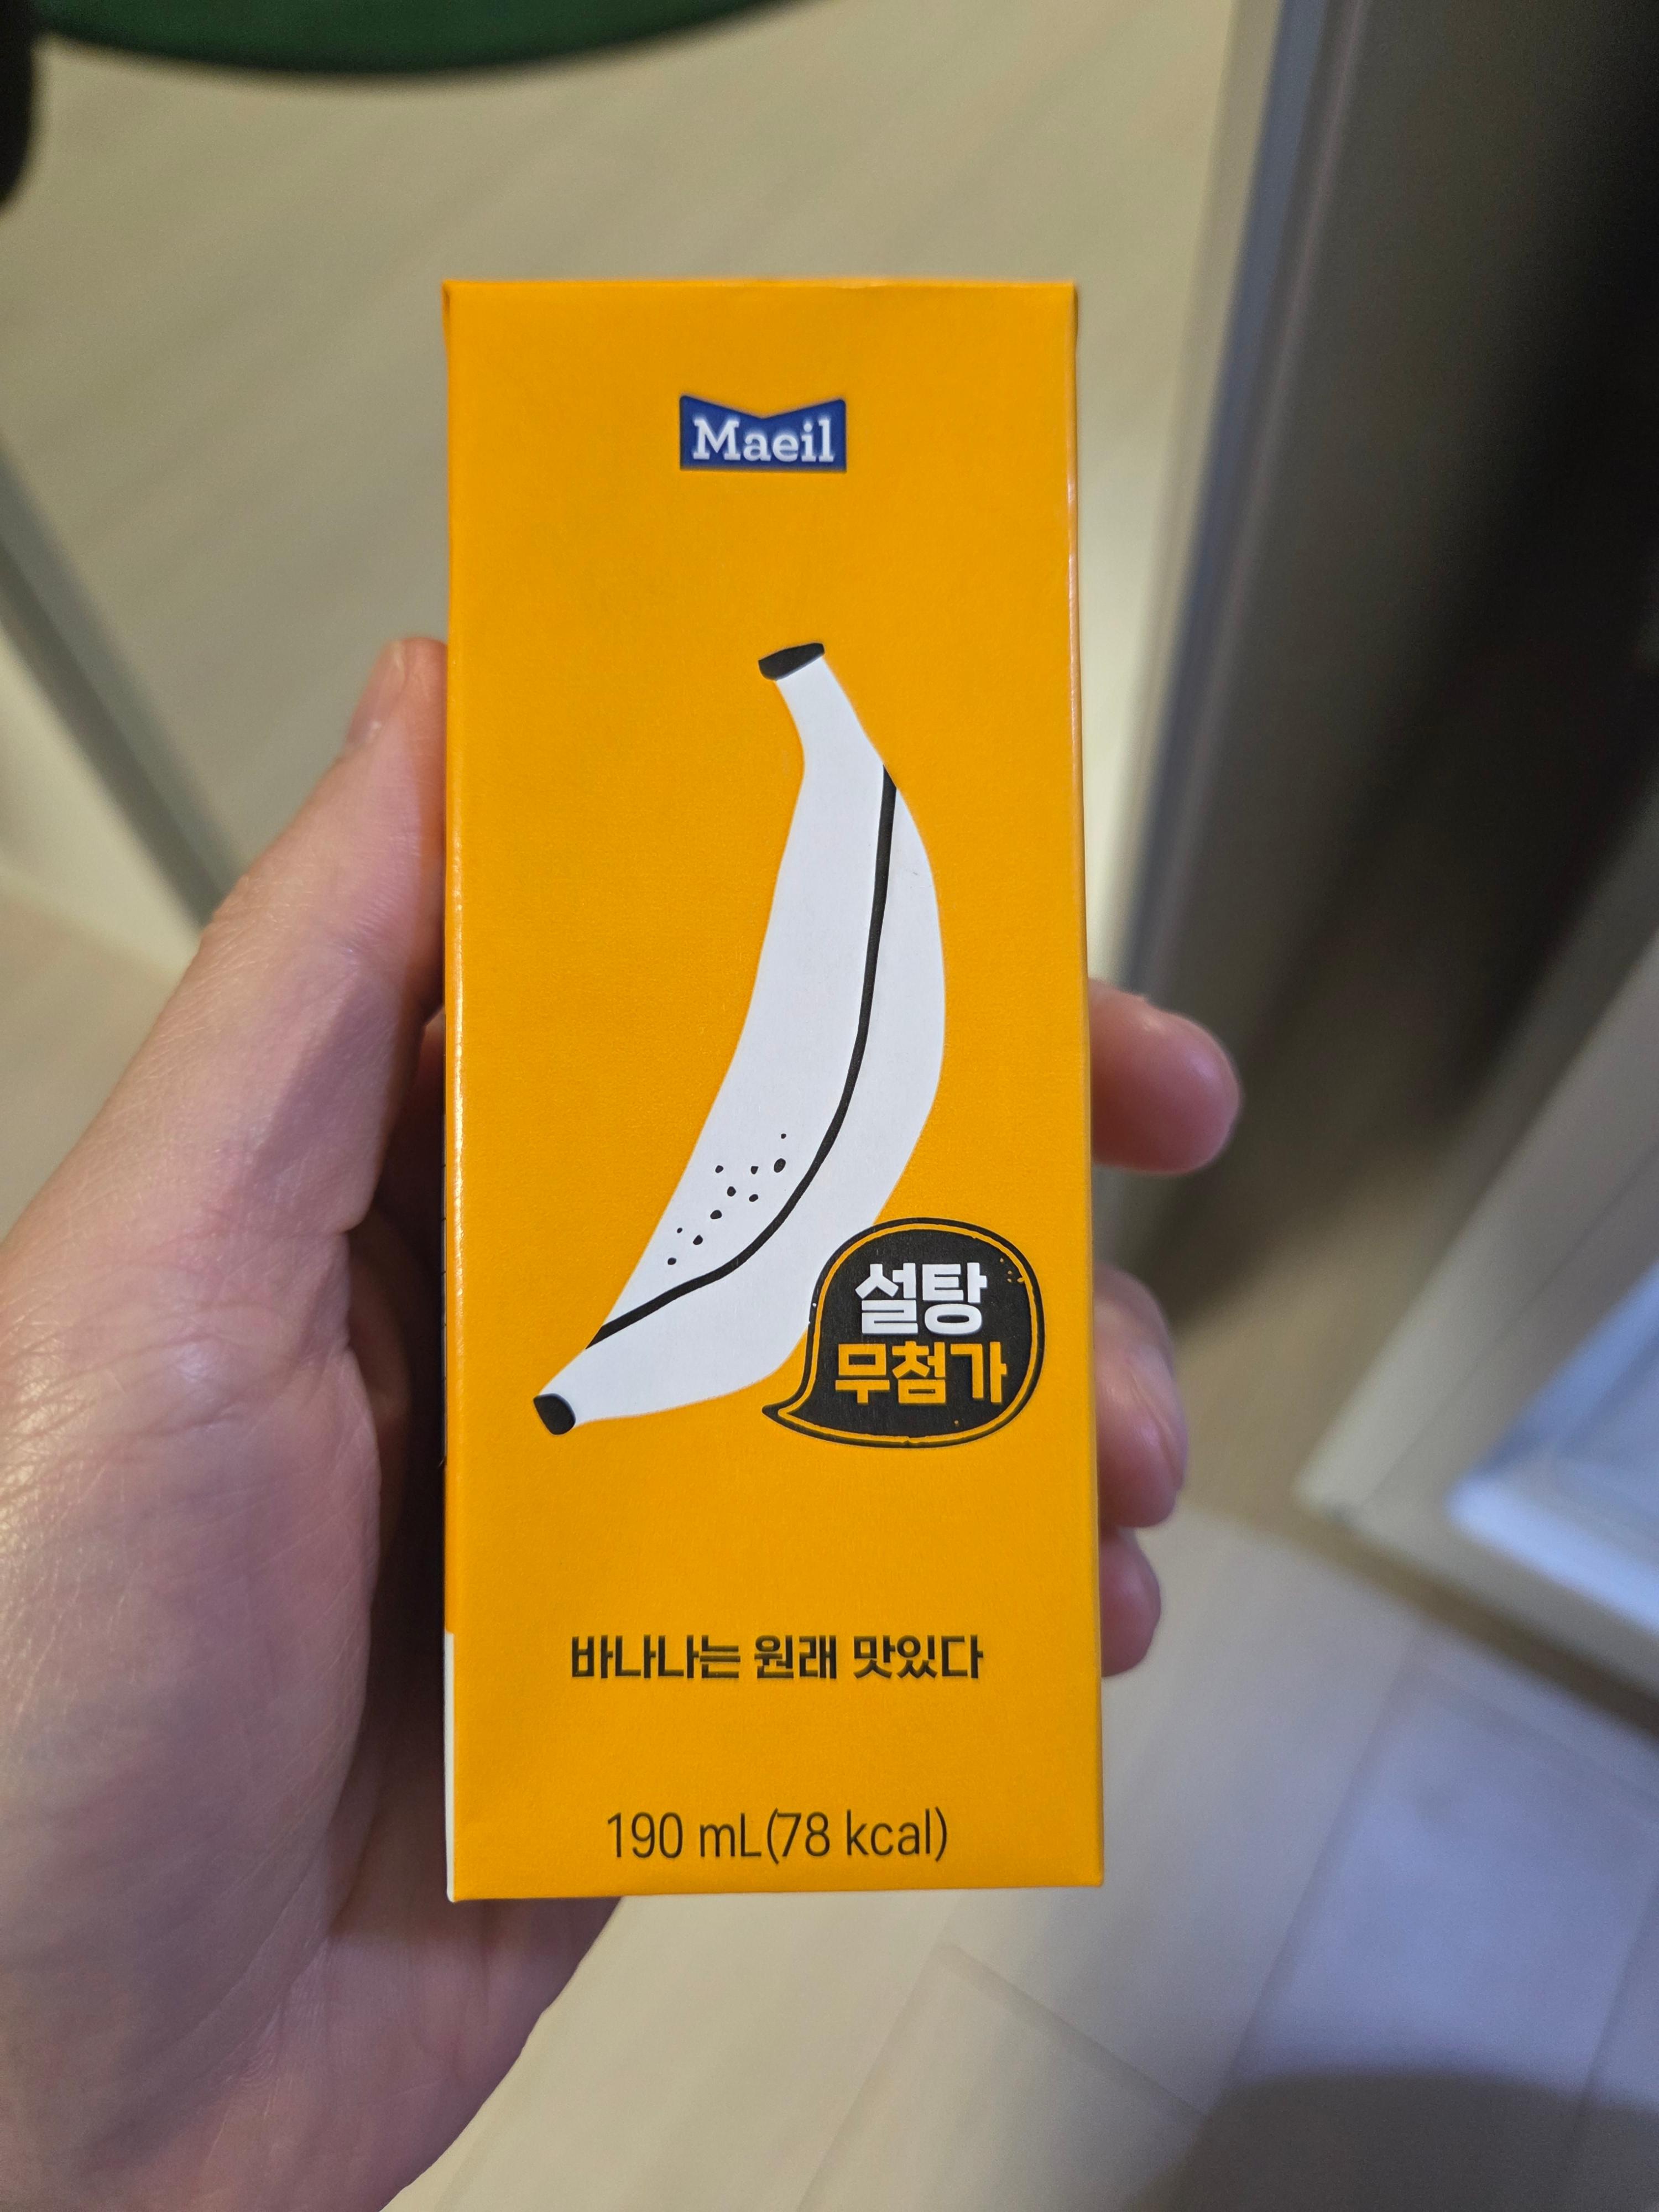 Maeil
설탕
무첨가
바나나는 원래 맛있다
190 mL(78 kcal)